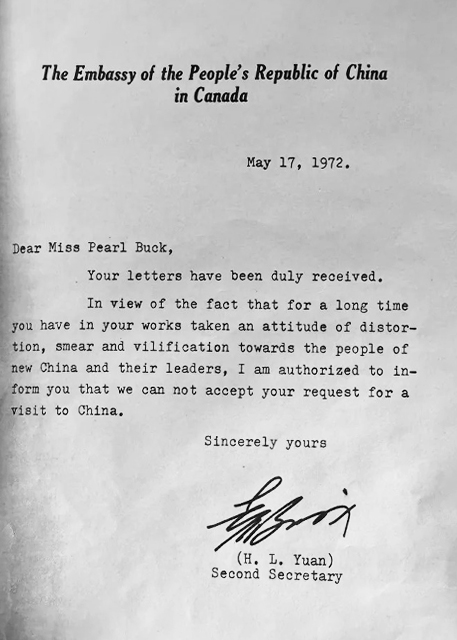 The Embassy of the People's Republic of China
in Canada
May 17, 1972.
Dear Miss Pearl Buck,
Your letters have been duly received.
In view of the fact that for a long time
you have in your works taken an attitude of distor-
tion, smear and vilification towards the people of
new China and their leaders, I am authorized to in-
form you that we can not accept your request for a
visit to China.
Sincerely yours
(H. L. Yuan)
Second Secretary